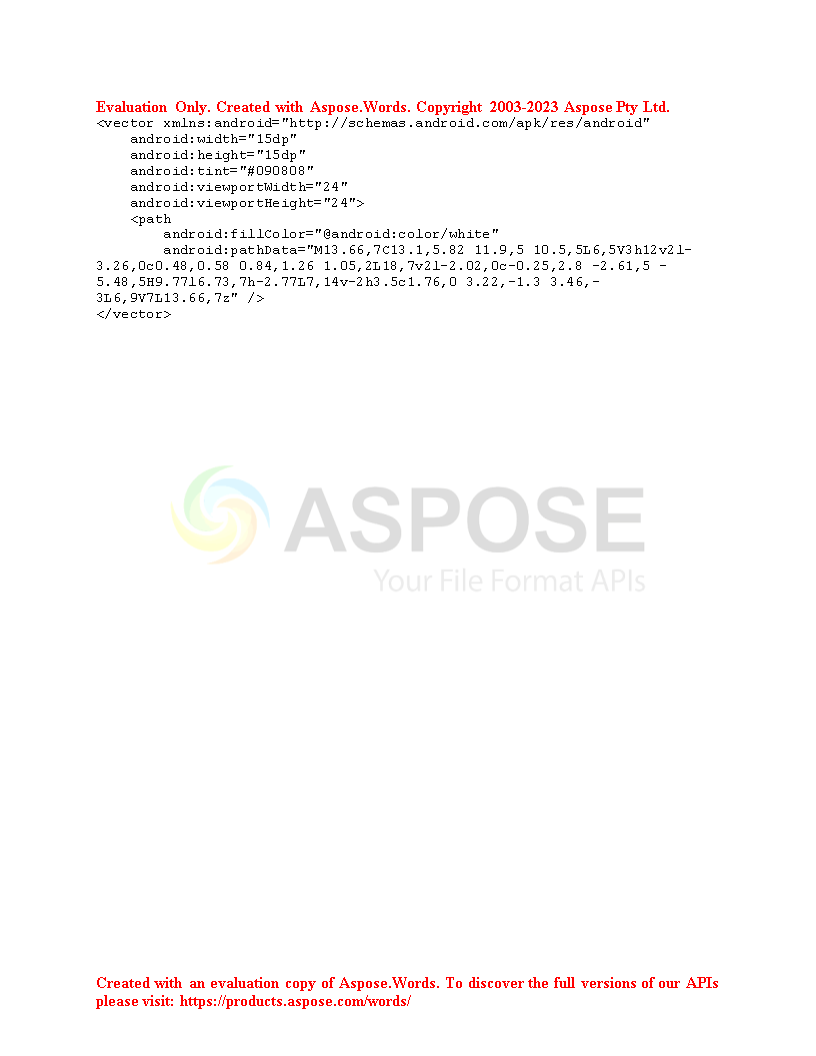 Evaluation Only. Created with Aspose.Words. Copyright 2003-2023 Aspose Pty Ltd.
<vector xmlns:android="http://schemas.android.com/apk/res/android"
    android:width="15dp"
    android:height="15dp"
    android:tint="#090808"
    android:viewportWidth="24"
    android:viewportHeight="24">
    <path
        android:fillColor="@android:color/white"
        android:pathData="M13.66,7C13.1,5.82 11.9,5 10.5,5L6,5V3h12v2l-
3.26,0c0.48,0.58 0.84,1.26 1.05,2L18,7v2l-2.02,0c-0.25,2.8 -2.61,5 -
5.48,5H9.77l6.73,7h-2.77L7,14v-2h3.5c1.76,0 3.22,-1.3 3.46,-
3L6,9V7L13.66,7z" />
</vector>
ASPOSE
Your File Format APIs
Created with an evaluation copy of Aspose.Words. To discover the full versions of our APIs
please visit: https://products.aspose.com/words/